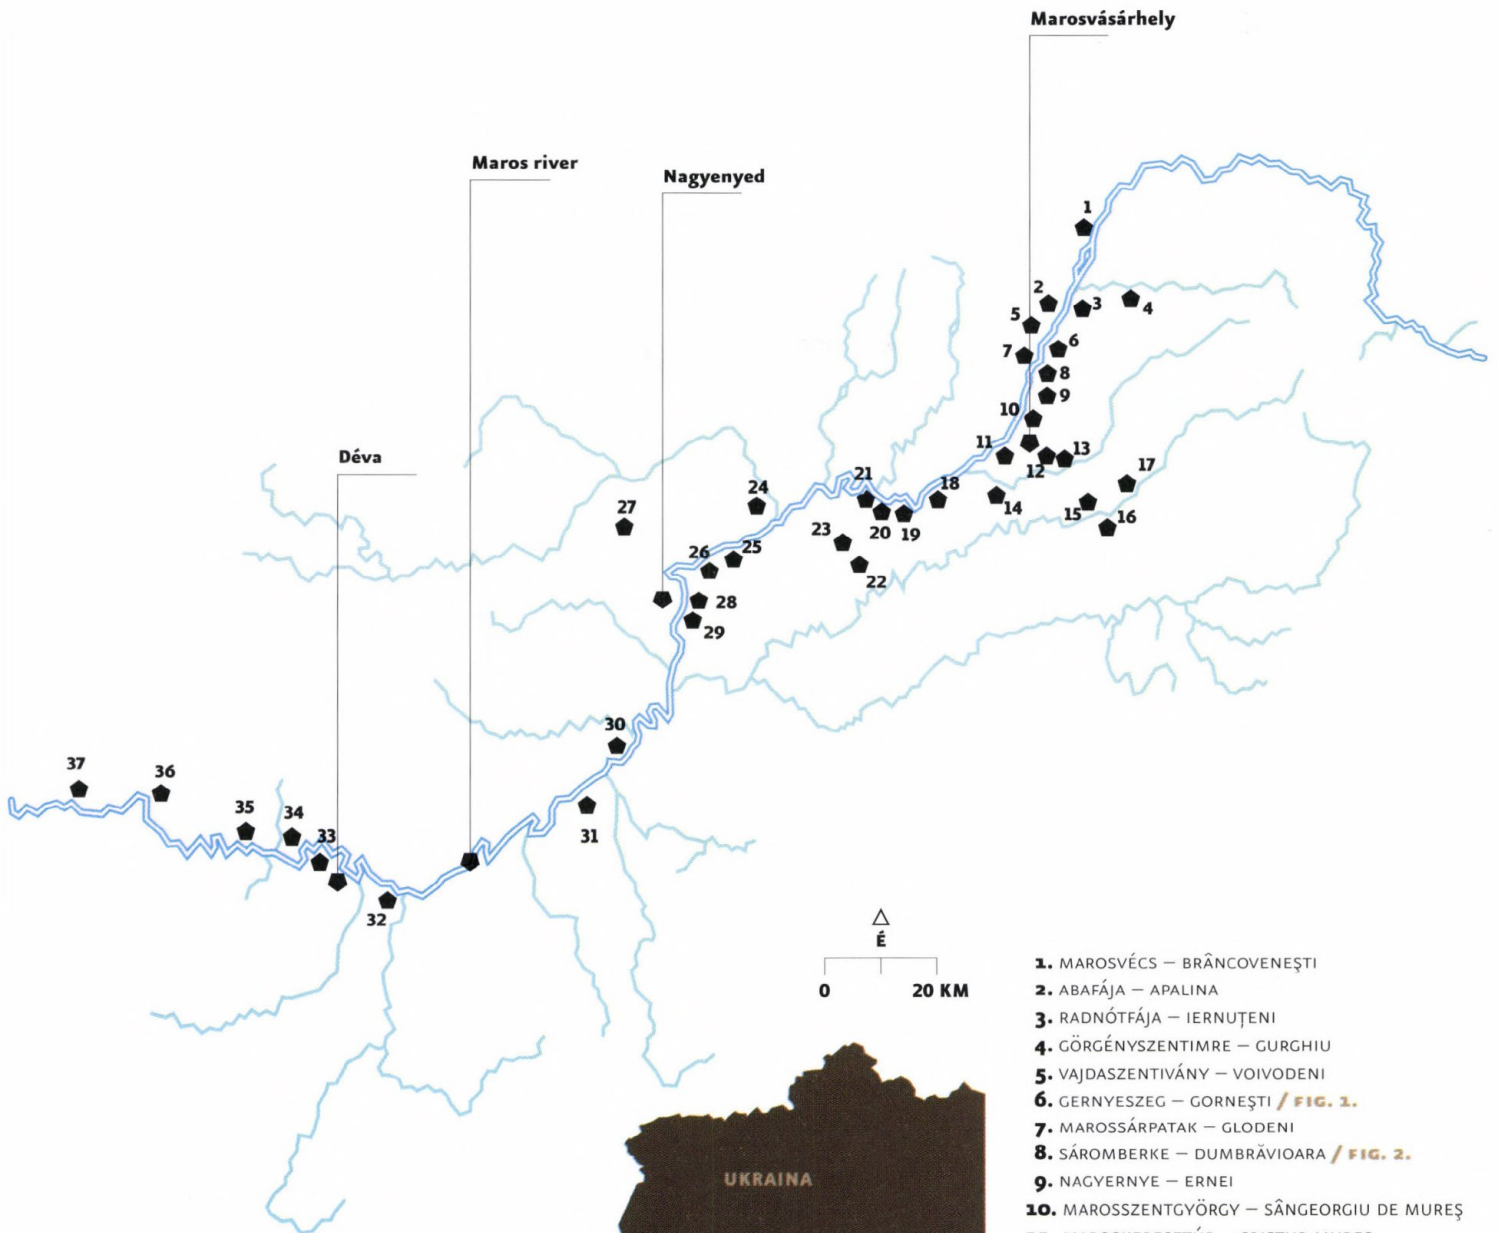 Marosvásárhely
Maros river
Nagyenyed
1
2
3
4
5
6
7
8
9
10
Déva
11
12
13
17
21
18
24
14
15
16
27
20
19
23
25
26
22
28
29
30
37
36
35
34
31
33
32
É
0
20 KM
1. MAROSVÉCS – BRÂNCOVENEŞTI
2. ABAFÁJA – APALINA
3. RADNÓTFÁJA – IERNUŢENI
4. GÖRGÉNYSZENTIMRE – GURGHIU
5. VAJDASZENTIVÁNY – VOIVODENI
6. GERNYESZEG – GORNEŞTI / FIG. 1.
7. MAROSSÁRPATAK – GLODENI
8. SÁROMBERKE – DUMBRĂVIOARA / FIG. 2.
UKRAINA
9. NAGYERNYE – ERNEI
10. MAROSSZENTGYÖRGY – SÂNGEORGIU DE MUREŞ